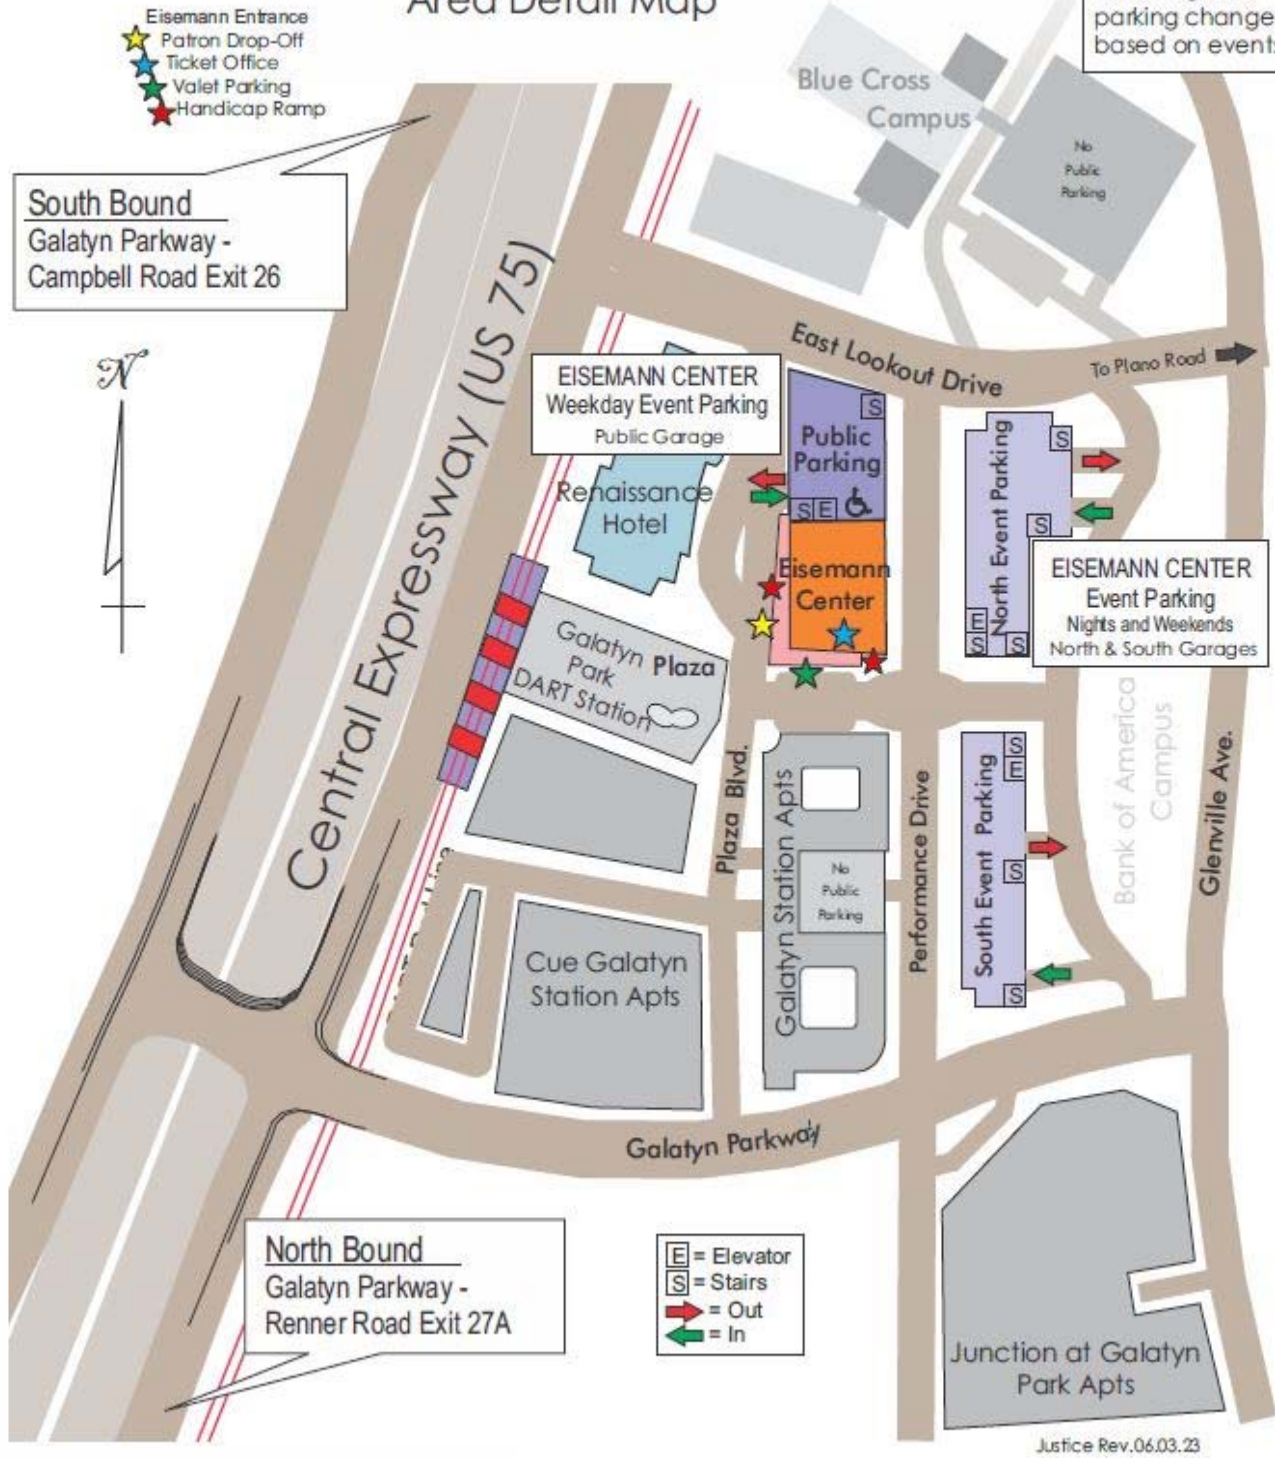 Area Detail Map
parking change
based on events
Eisemann Entrance
Patron Drop-Off
Ticket Office
Valet Parking
Handicap Ramp
Blue Cross
Campus
No
Public
Parking
South Bound
Galatyn Parkway -
Campbell Road Exit 26
N
Central Expressway (US 75)
East Lookout Drive
To Plano Road
EISEMANN CENTER
Weekday Event Parking
Public Garage
S
Public
Parking
S E
Renaissance
Hotel
North Event Parking
S
S
E
S
S
EISEMANN CENTER
Event Parking
Nights and Weekends
North & South Garages
Eisemann
Center
Galatyn
Park
DART Station
Plaza
Plaza Blvd.
Galatyn Station Apts
No
Public
Parking
Performance Drive
South Event Parking
S
E
S
S
Bank of America
Campus
Glenville Ave.
Cue Galatyn
Station Apts
Galatyn Parkway
North Bound
Galatyn Parkway -
Renner Road Exit 27A
E = Elevator
S = Stairs
= Out
= In
Junction at Galatyn
Park Apts
Justice Rev.06.03.23